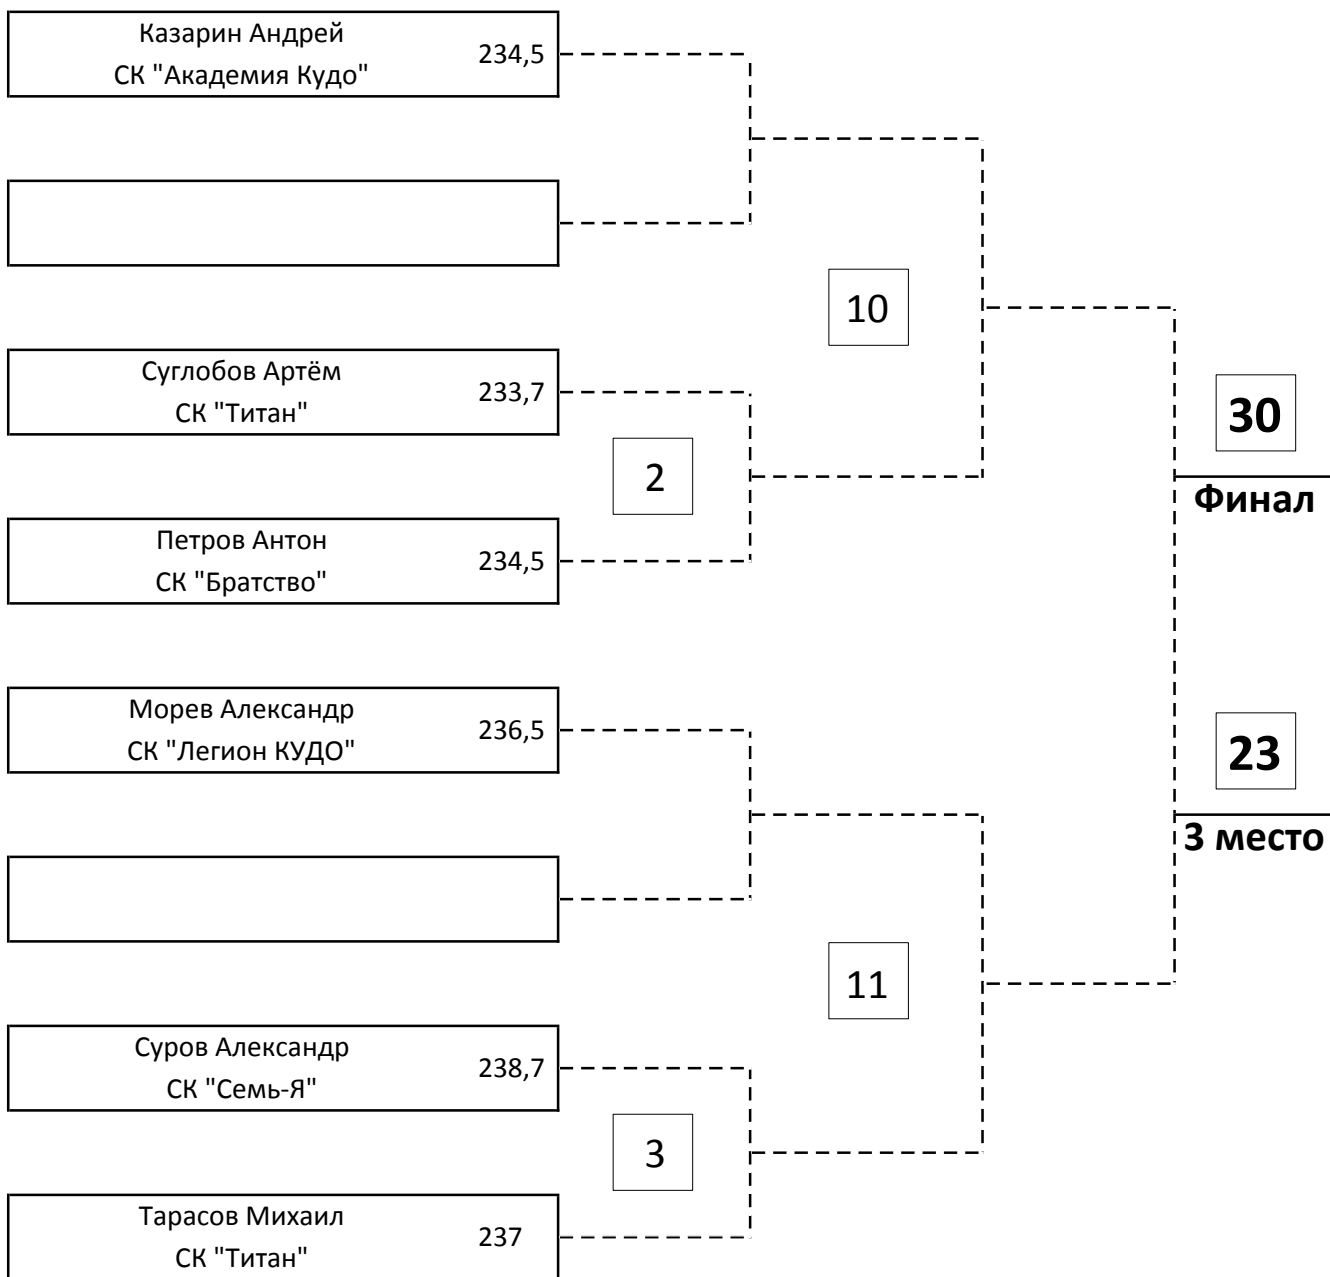 Казарин Андрей
СК "Академия Кудо"
234,5
10
Суглобов Артём
СК "Титан"
233,7
30
Финал
2
Петров Антон
СК "Братство"
234,5
Морев Александр
СК "Легион КУДО"
236,5
23
3 место
11
Суров Александр
СК "Семь-Я"
238,7
3
Тарасов Михаил
СК "Титан"
237